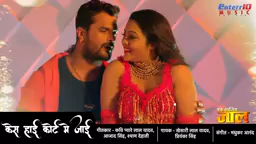 Enterr10
MUSIC
केस हाई कोर्ट म जाई
गीतकार - कवि प्यारे लाल यादव,
आजाद सिंह, श्याम देहाती
गायक - खेसारी लाल यादव,
प्रियंका सिंह
जाल
संगीत - मधुकर आनंद